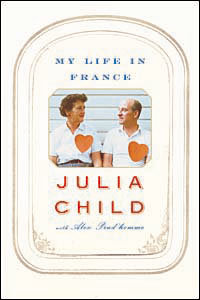 MY LIFE IN
FRANCE
JULIA
CHILD
with Alex Prud'homme